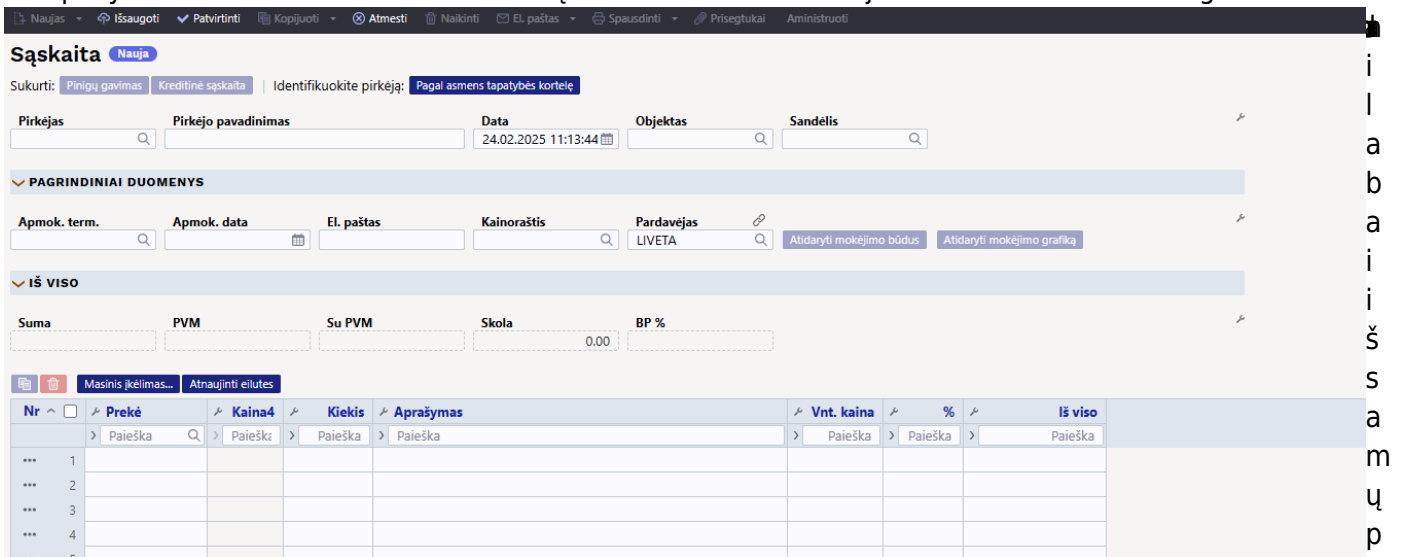 Naujas Išsaugoti Patvirtinti Kopijuoti Atmesti Naikinti El. paštas Spausdinti Prisegtukai Administruoti
Sąskaita Nauja
Sukurti: Pinigų gavimas Kreditinė sąskaita | Identifikuokite pirkėją: Pagal asmens tapatybės kortelę
Pirkėjas Pirkėjo pavadinimas Data Objektas Sandėlis
24.02.2025 11:13:44
PAGRINDINIAI DUOMENYS
Apmok. term. Apmok. data El. paštas Kainoraštis Pardavėjas
LIVETA Atidaryti mokėjimo būdus Atidaryti mokėjimo grafiką
IŠ VISO
Suma PVM Su PVM Skola BP %
0.00
Masinis įkėlimas... Atnaujinti eilutes
Nr Prekė Kaina4 Kiekis Aprašymas Vnt. kaina % Iš viso
Paieška Paieška Paieška Paieška Paieška Paieška Paieška
1
2
3
4
i
l
a
b
a
i
i
š
s
a
m
ų
p